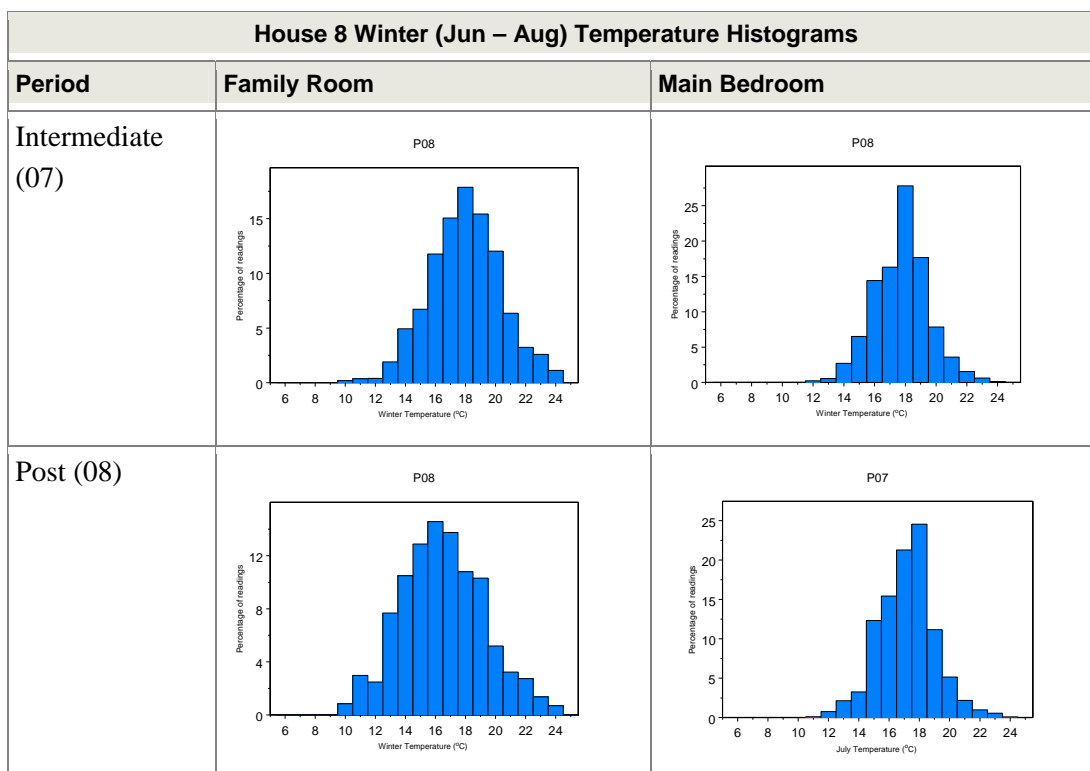 House 8 Winter (Jun – Aug) Temperature Histograms
Period Family Room Main Bedroom
Intermediate
(07)
P08
Percentage of readings
15
10
5
0
6 8 10 12 14 16 18 20 22 24
Winter Temperature (°C)
P08
Percentage of readings
25
20
15
10
5
0
6 8 10 12 14 16 18 20 22 24
Winter Temperature (°C)
Post (08)
P08
Percentage of readings
12
8
4
0
6 8 10 12 14 16 18 20 22 24
Winter Temperature (°C)
P07
Percentage of readings
25
20
15
10
5
0
6 8 10 12 14 16 18 20 22 24
July Temperature (°C)